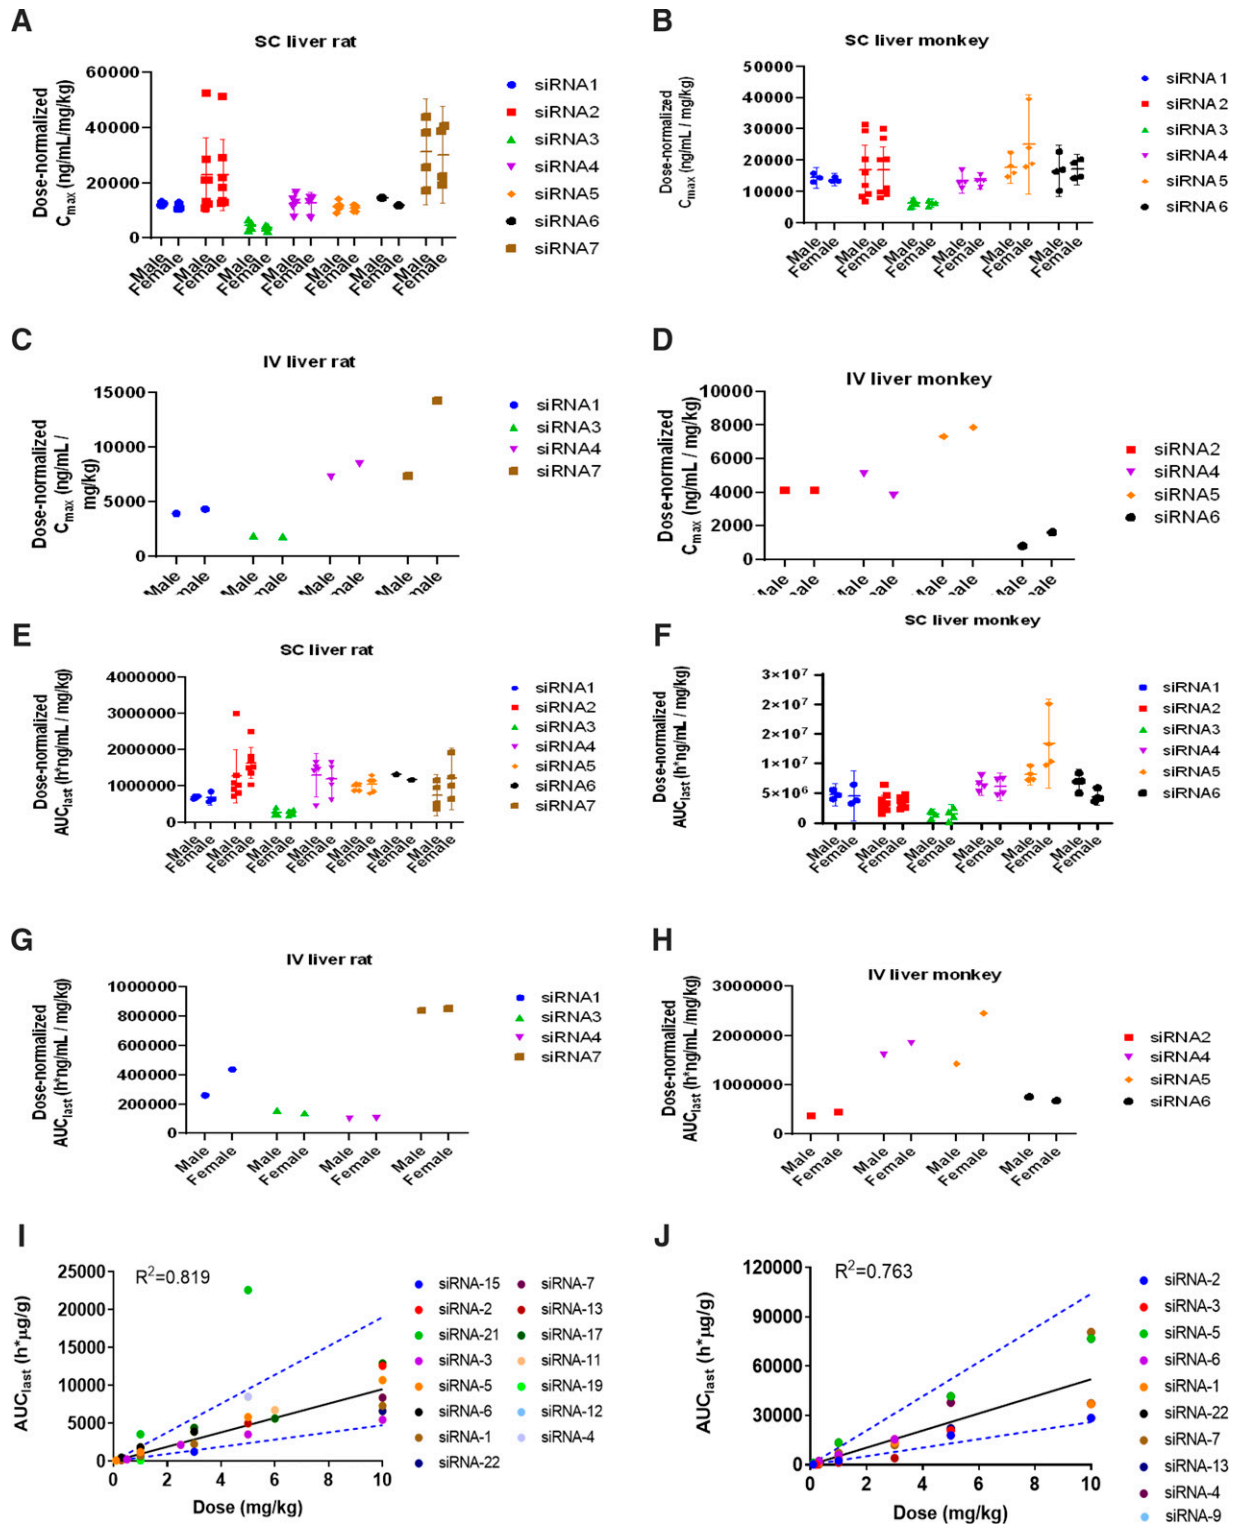 A
SC liver rat
Dose-normalized
Cmax (ng/mL/mg/kg)
60000
40000
20000
0
Male
Female
Male
Female
Male
Female
Male
Female
Male
Female
Male
Female
Male
Female
siRNA1
siRNA2
siRNA3
siRNA4
siRNA5
siRNA6
siRNA7
B
SC liver monkey
Dose-normalized
Cmax (ng/mL / mg/kg)
50000
40000
30000
20000
10000
0
Male
Female
Male
Female
Male
Female
Male
Female
Male
Female
Male
Female
siRNA1
siRNA2
siRNA3
siRNA4
siRNA5
siRNA6
C
IV liver rat
Dose-normalized
Cmax (ng/mL /
mg/kg)
15000
10000
5000
0
Male
Male
Male
Male
siRNA1
siRNA3
siRNA4
siRNA7
D
IV liver monkey
Dose-normalized
Cmax (ng/mL / mg/kg)
10000
8000
6000
4000
2000
0
siRNA2
siRNA4
siRNA5
siRNA6
E
SC liver rat
Dose-normalized
AUClast (h*ng/mL / mg/kg)
4000000
3000000
2000000
1000000
0
Male
Female
Male
Female
Male
Female
Male
Female
Male
Female
Male
Female
Male
Female
siRNA1
siRNA2
siRNA3
siRNA4
siRNA5
siRNA6
siRNA7
F
SC liver monkey
Dose-normalized
AUClast (h*ng/mL / mg/kg)
3×10⁷
2×10⁷
2×10⁷
1×10⁷
5×10⁶
0
Male
Female
Male
Female
Male
Female
Male
Female
Male
Female
Male
Female
siRNA1
siRNA2
siRNA3
siRNA4
siRNA5
siRNA6
G
IV liver rat
Dose-normalized
AUClast (h*ng/mL / mg/kg)
1000000
800000
600000
400000
200000
0
Male
Female
Male
Female
Male
Female
Male
Female
siRNA1
siRNA3
siRNA4
siRNA7
H
IV liver monkey
Dose-normalized
AUClast (h*ng/mL / mg/kg)
3000000
2000000
1000000
0
Male
Female
Male
Female
Male
Female
Male
Female
siRNA2
siRNA4
siRNA5
siRNA6
I
R²=0.819
AUClast (h*µg/g)
25000
20000
15000
10000
5000
0
0 2 4 6 8 10
Dose (mg/kg)
siRNA-15 siRNA-7
siRNA-2 siRNA-13
siRNA-21 siRNA-17
siRNA-3 siRNA-11
siRNA-5 siRNA-19
siRNA-6 siRNA-12
siRNA-1 siRNA-4
siRNA-22
J
R²=0.763
AUClast (h*µg/g)
120000
90000
60000
30000
0
0 2 4 6 8 10
Dose (mg/kg)
siRNA-2
siRNA-3
siRNA-5
siRNA-6
siRNA-1
siRNA-22
siRNA-7
siRNA-13
siRNA-4
siRNA-9